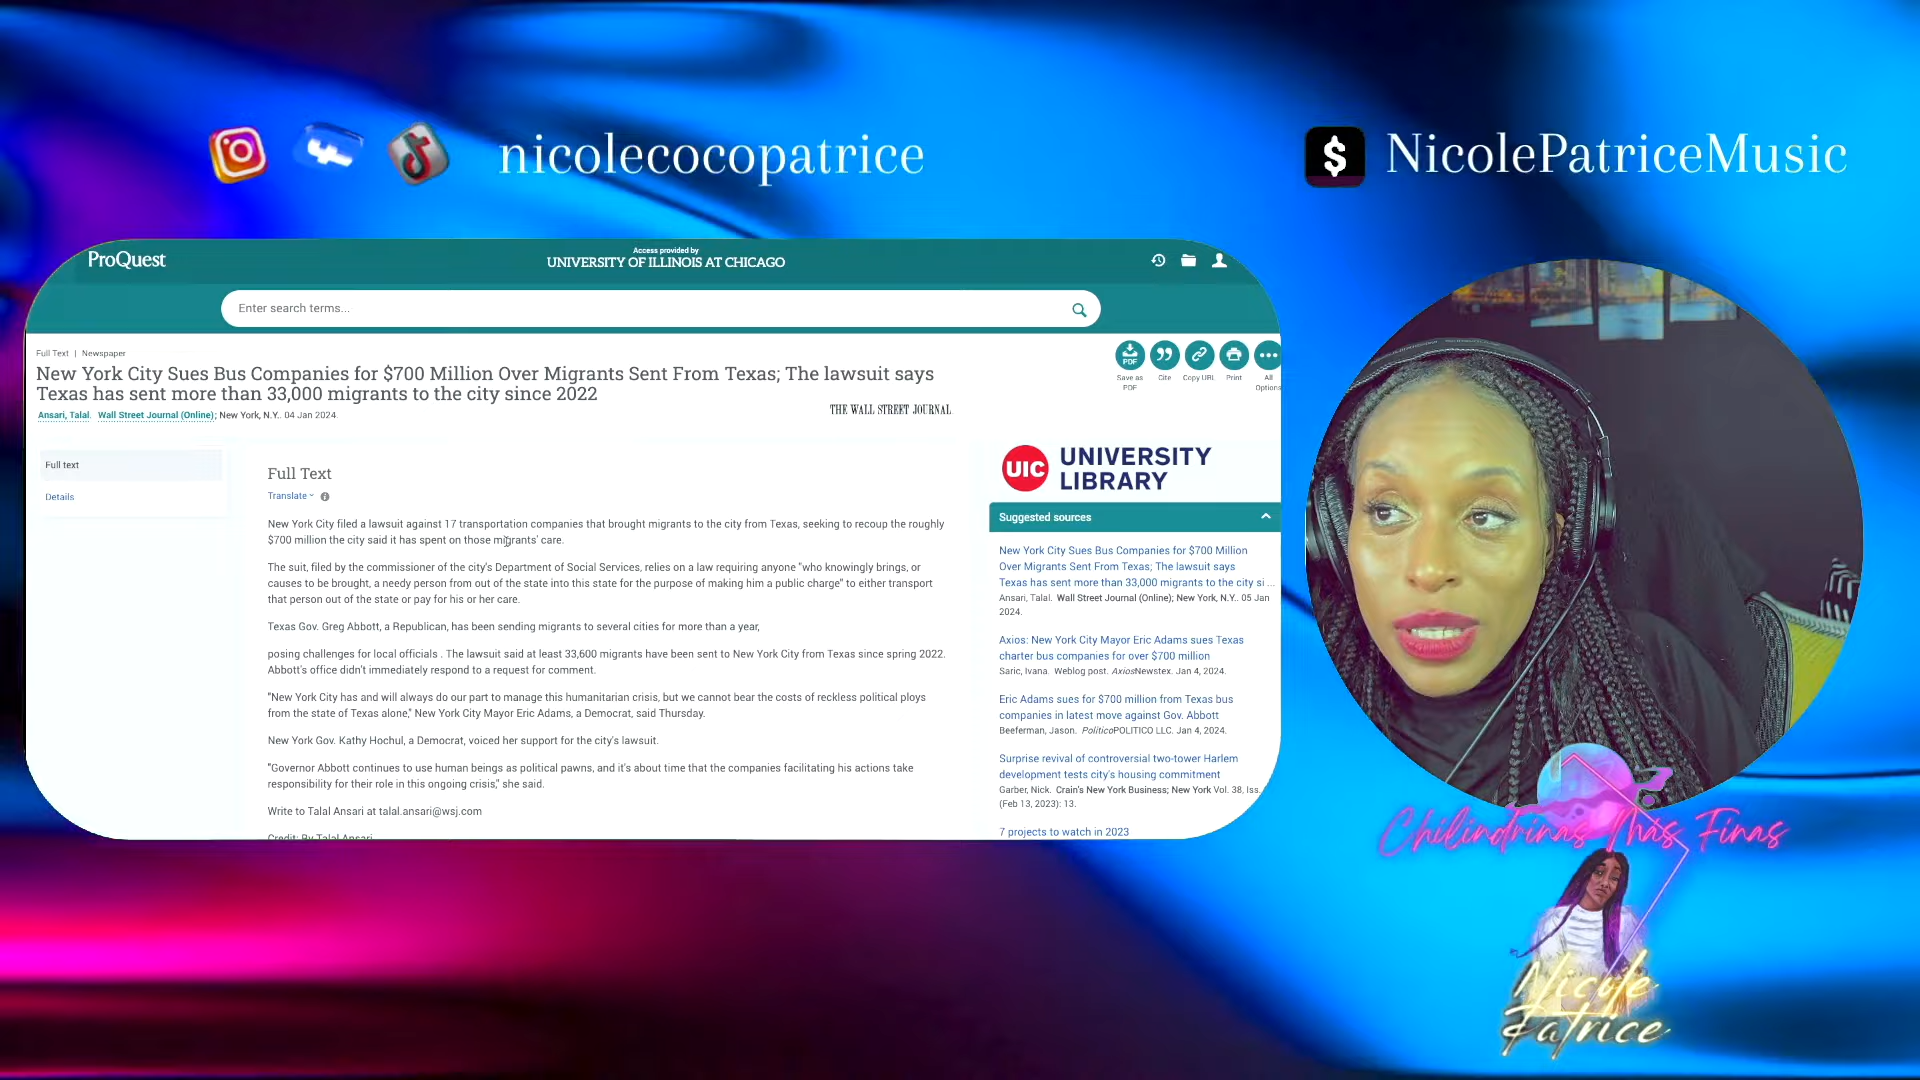 nicolecocopatrice
NicolePatriceMusic
ProQuest
Access provided by
UNIVERSITY OF ILLINOIS AT CHICAGO
Enter search terms...
Full Text | Newspaper
New York City Sues Bus Companies for $700 Million Over Migrants Sent From Texas; The lawsuit says
Texas has sent more than 33,000 migrants to the city since 2022
Ansari, Talal. Wall Street Journal (Online); New York, N.Y.. 04 Jan 2024.
THE WALL STREET JOURNAL.
PDF
Save as
PDF
Cite
Copy URL
Print
All
Options
Full text
Details
Full Text
Translate
New York City filed a lawsuit against 17 transportation companies that brought migrants to the city from Texas, seeking to recoup the roughly
$700 million the city said it has spent on those migrants' care.
The suit, filed by the commissioner of the city's Department of Social Services, relies on a law requiring anyone "who knowingly brings, or
causes to be brought, a needy person from out of the state into this state for the purpose of making him a public charge" to either transport
that person out of the state or pay for his or her care.
Texas Gov. Greg Abbott, a Republican, has been sending migrants to several cities for more than a year,
posing challenges for local officials . The lawsuit said at least 33,600 migrants have been sent to New York City from Texas since spring 2022.
Abbott's office didn't immediately respond to a request for comment.
"New York City has and will always do our part to manage this humanitarian crisis, but we cannot bear the costs of reckless political ploys
from the state of Texas alone," New York City Mayor Eric Adams, a Democrat, said Thursday.
New York Gov. Kathy Hochul, a Democrat, voiced her support for the city's lawsuit.
"Governor Abbott continues to use human beings as political pawns, and it's about time that the companies facilitating his actions take
responsibility for their role in this ongoing crisis," she said.
Write to Talal Ansari at talal.ansari@wsj.com
Credit: By Talal Ansari
UIC UNIVERSITY
LIBRARY
Suggested sources
New York City Sues Bus Companies for $700 Million
Over Migrants Sent From Texas; The lawsuit says
Texas has sent more than 33,000 migrants to the city si ...
Ansari, Talal. Wall Street Journal (Online); New York, N.Y.. 05 Jan
2024.
Axios: New York City Mayor Eric Adams sues Texas
charter bus companies for over $700 million
Saric, Ivana. Weblog post. AxiosNewstex. Jan 4, 2024.
Eric Adams sues for $700 million from Texas bus
companies in latest move against Gov. Abbott
Beeferman, Jason. PoliticoPOLITICO LLC. Jan 4, 2024.
Surprise revival of controversial two-tower Harlem
development tests city's housing commitment
Garber, Nick. Crain's New York Business; New York Vol. 38, Iss.
(Feb 13, 2023): 13.
7 projects to watch in 2023
Chilindrinas Más Finas
Nicole
Patrice